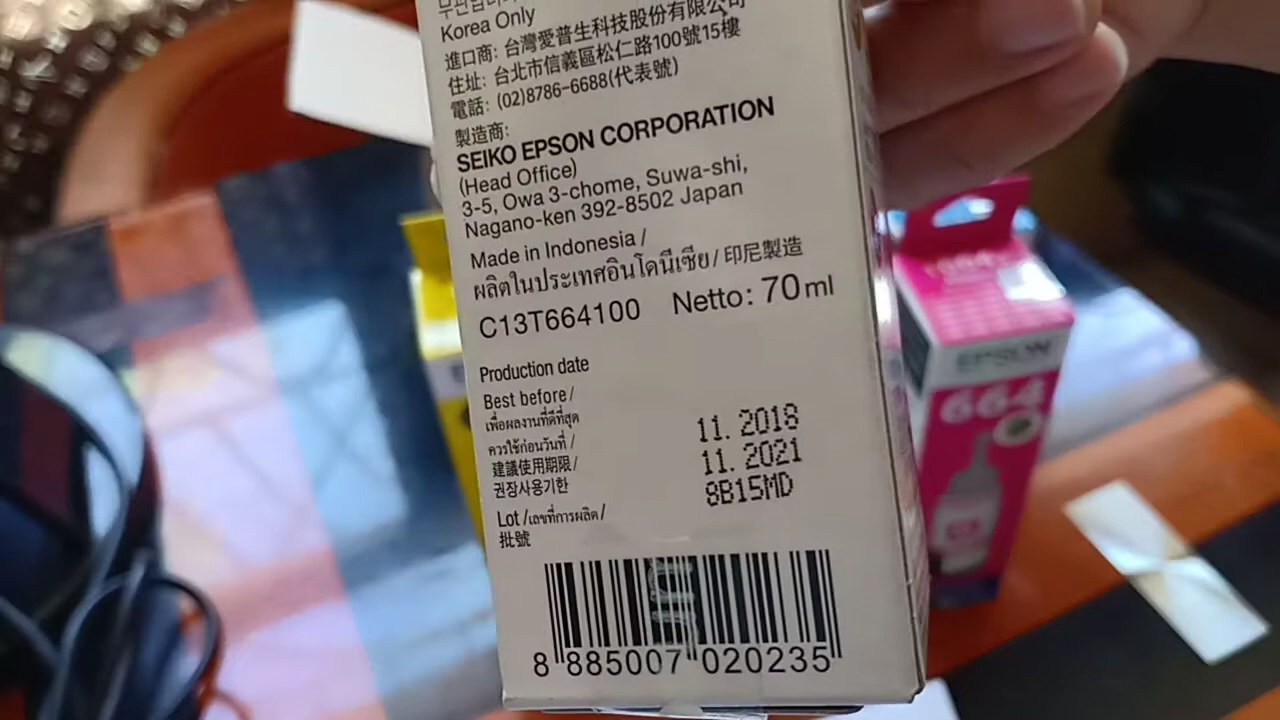 Korea Only
進口商: 台灣愛普生科技股份有限公司
住址: 台北市信義區松仁路100號15樓
電話: (02)8786-6688(代表號)
製造商:
SEIKO EPSON CORPORATION
(Head Office)
3-5, Owa 3-chome, Suwa-shi,
Nagano-ken 392-8502 Japan
Made in Indonesia /
ผลิตในประเทศอินโดนีเซีย / 印尼製造
C13T664100 Netto: 70ml
Production date
Best before /
เพื่อผลงานที่ดีที่สุด
ควรใช้ก่อนวันที่ /
建議使用期限/
권장사용기한
11. 2018
11. 2021
8B15MD
Lot /เลขที่การผลิต/
批號
8 885007 020235
EPSON
664